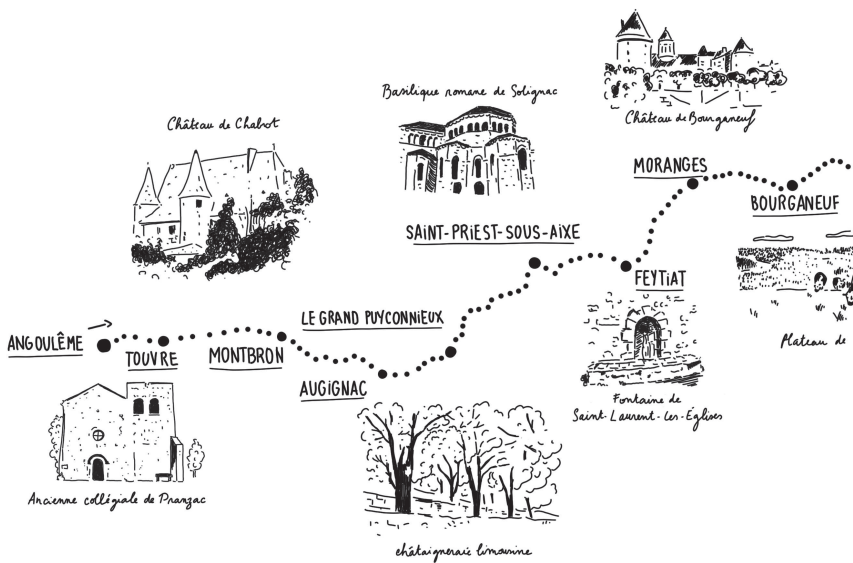 Château de Bourganeuf
Basilique romane de Solignac
Château de Chabot
MORANGES
BOURGANEUF
SAINT-PRIEST-SOUS-AIXE
FEYTIAT
LE GRAND PUYCONNIEUX
ANGOULÊME
TOUVRE
MONTBRON
AUGIGNAC
Plateau de
Fontaine de
Saint-Laurent-les-Eglises
Ancienne collégiale de Pranzac
châtaigneraie limousine